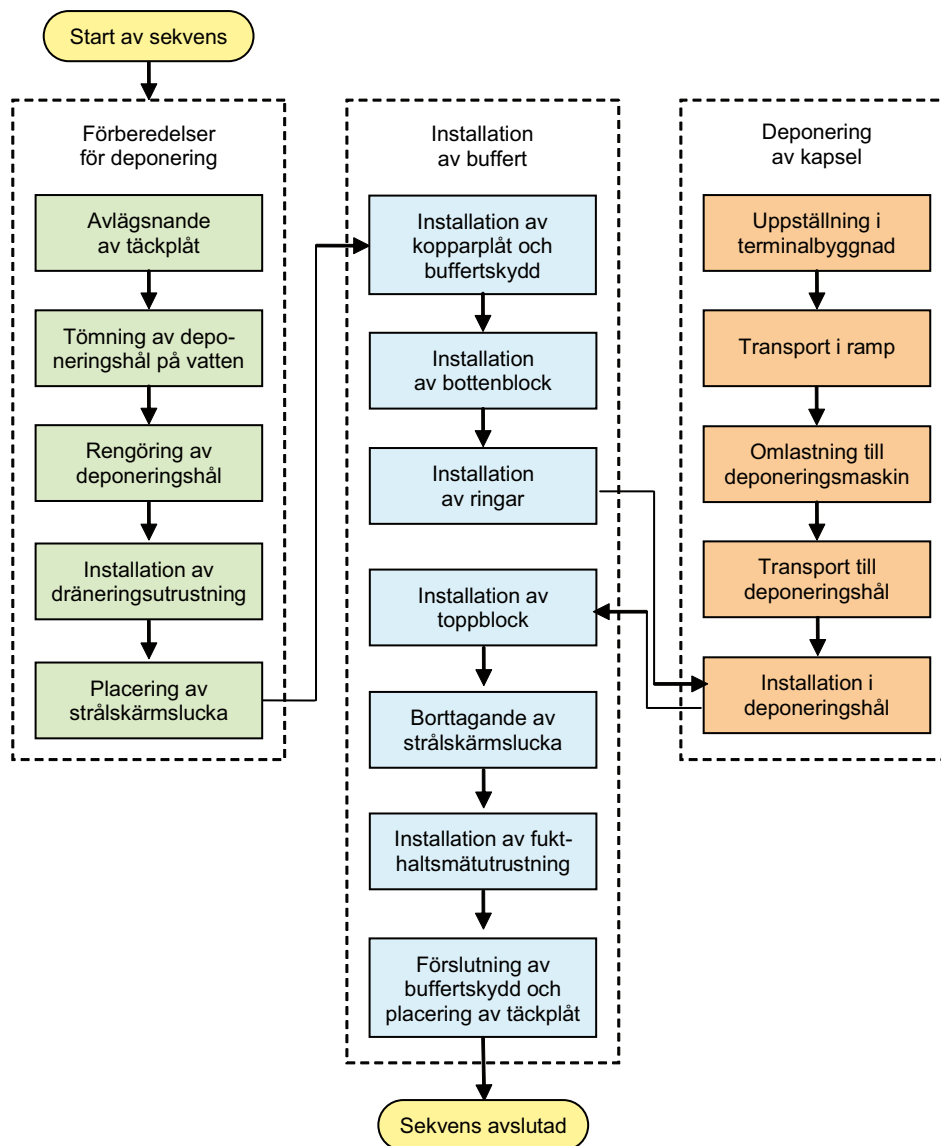 Start av sekvens
Förberedelser
för deponering
Avlägsnande
av täckplåt
Tömning av depo-
neringshål på vatten
Rengöring av
deponeringshål
Installation av
dräneringsutrustning
Placering av
strålskärmslucka
Installation
av buffert
Installation av
kopparplåt och
buffertskydd
Installation
av bottenblock
Installation
av ringar
Installation av
toppblock
Borttagande av
strålskärmslucka
Installation av fukt-
haltsmätutrustning
Förslutning av
buffertskydd och
placering av täckplåt
Sekvens avslutad
Deponering
av kapsel
Uppställning i
terminalbyggnad
Transport i ramp
Omlastning till
deponeringsmaskin
Transport till
deponeringshål
Installation i
deponeringshål